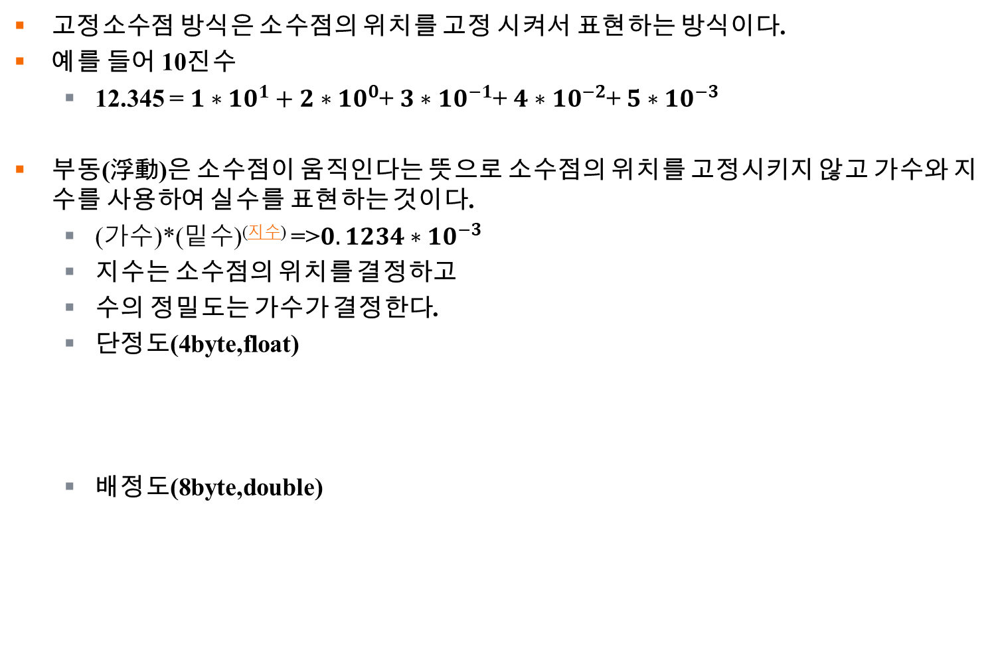 고정소수점 방식은 소수점의 위치를 고정 시켜서 표현하는 방식이다.
예를 들어 10진수
12.345 = 1 ∗ 10¹ + 2 ∗ 10⁰+ 3 ∗ 10⁻¹+ 4 ∗ 10⁻²+ 5 ∗ 10⁻³
부동(浮動)은 소수점이 움직인다는 뜻으로 소수점의 위치를 고정시키지 않고 가수와 지
수를 사용하여 실수를 표현하는 것이다.
(가수)*(밑수)(지수) =>0.1234 ∗ 10⁻³
지수는 소수점의 위치를 결정하고
수의 정밀도는 가수가 결정한다.
단정도(4byte,float)
배정도(8byte,double)